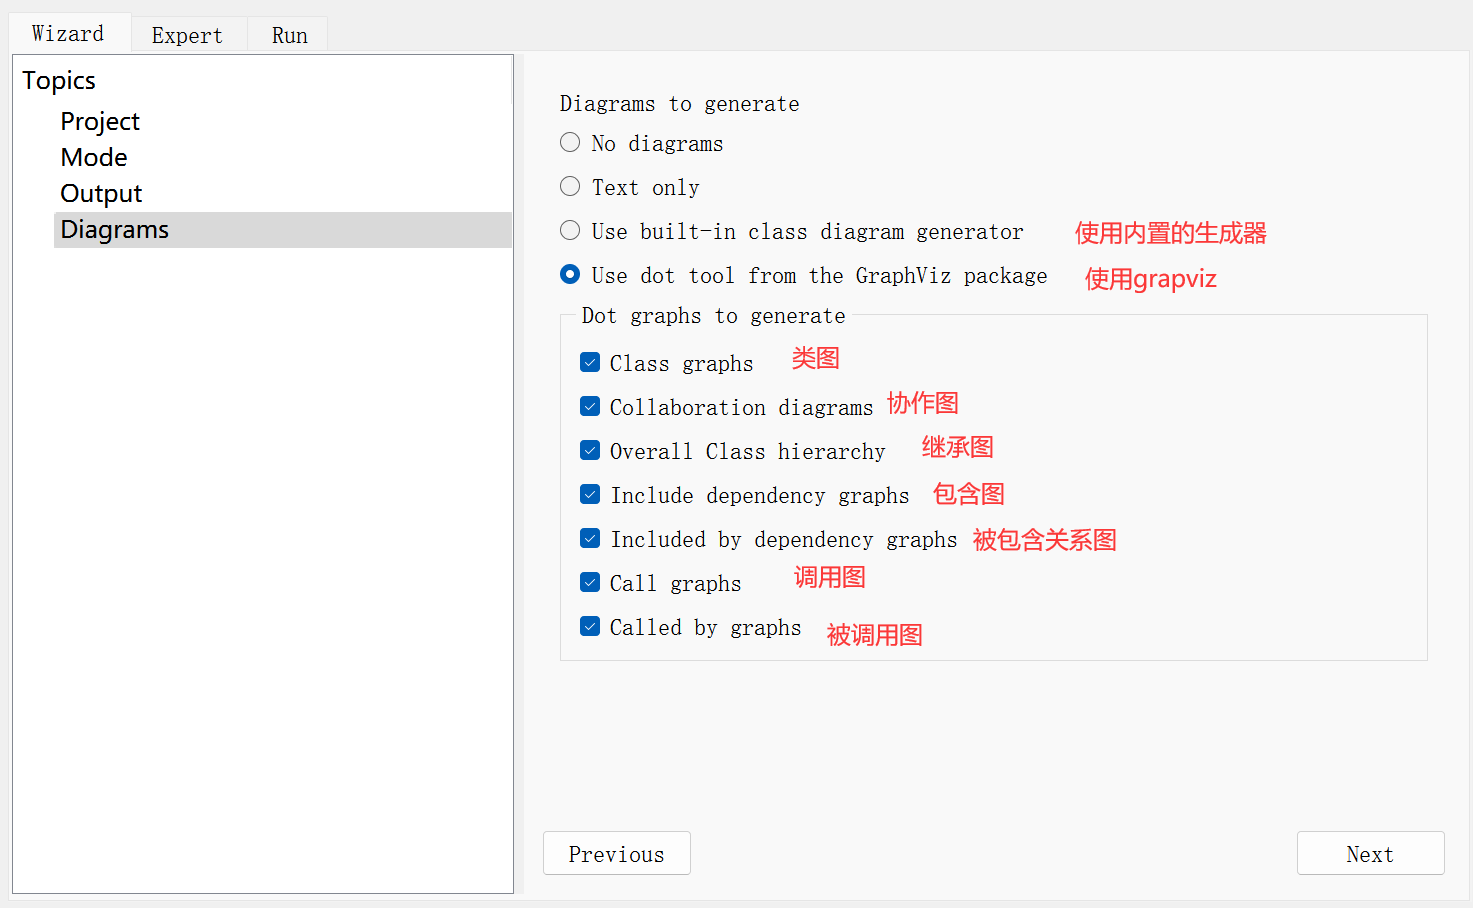 Wizard Expert Run
Topics
Project
Mode
Output
Diagrams
Diagrams to generate
No diagrams
Text only
Use built-in class diagram generator 使用内置的生成器
Use dot tool from the GraphViz package 使用grapviz
Dot graphs to generate
Class graphs 类图
Collaboration diagrams 协作图
Overall Class hierarchy 继承图
Include dependency graphs 包含图
Included by dependency graphs 被包含关系图
Call graphs 调用图
Called by graphs 被调用图
Previous Next